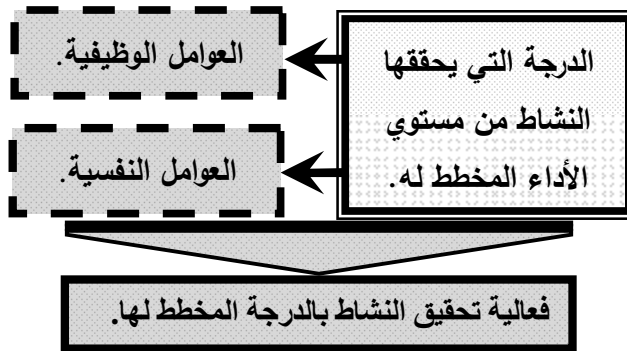 الدرجة التي يحققها
النشاط من مستوي
الأداء المخطط له.
العوامل الوظيفية.
العوامل النفسية.
فعالية تحقيق النشاط بالدرجة المخطط لها.